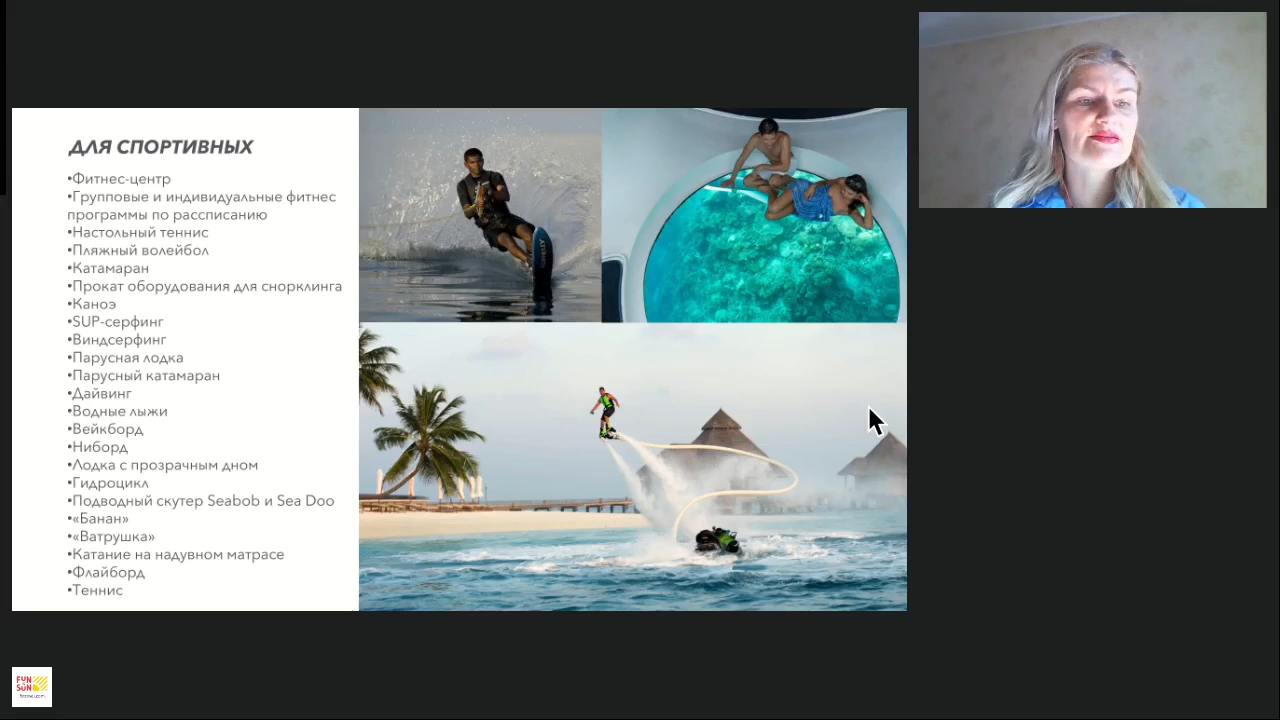 ДЛЯ СПОРТИВНЫХ
•Фитнес-центр
•Групповые и индивидуальные фитнес
программы по рассписанию
•Настольный теннис
•Пляжный волейбол
•Катамаран
•Прокат оборудования для снорклинга
•Каноэ
•SUP-серфинг
•Виндсерфинг
•Парусная лодка
•Парусный катамаран
•Дайвинг
•Водные лыжи
•Вейкборд
•Ниборд
•Лодка с прозрачным дном
•Гидроцикл
•Подводный скутер Seabob и Sea Doo
•«Банан»
•«Ватрушка»
•Катание на надувном матрасе
•Флайборд
•Теннис
FUN
&SUN